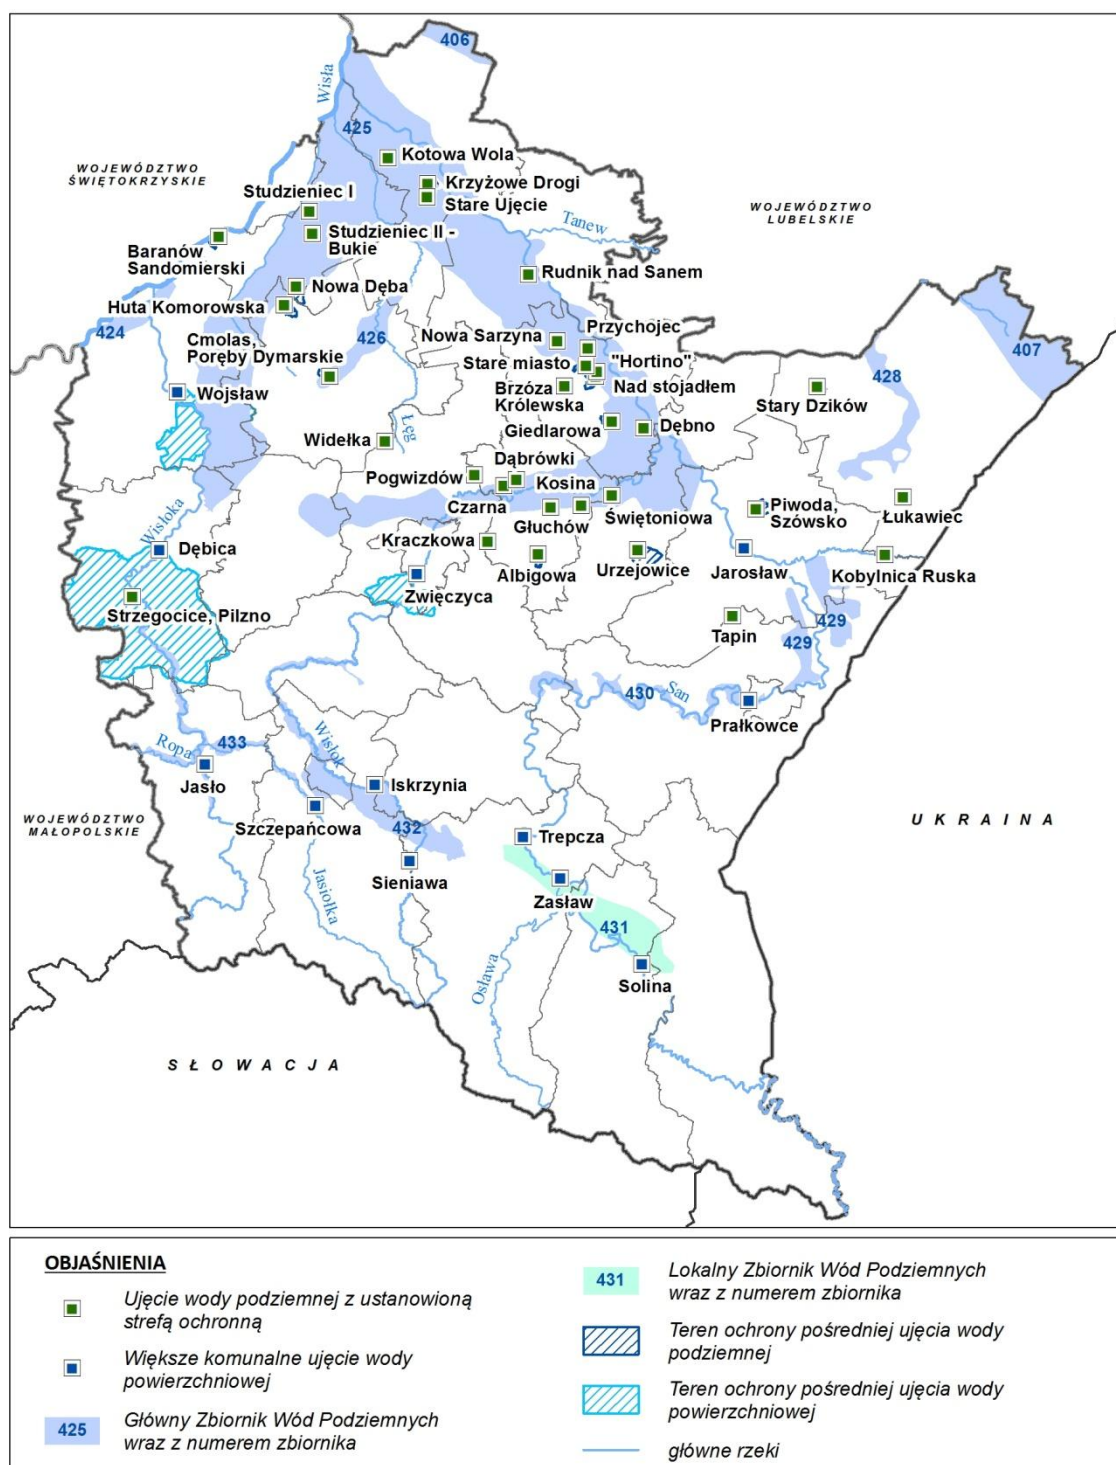 406
Wisła
425
WOJEWÓDZTWO
ŚWIĘTOKRZYSKIE
Kotowa Wola
Krzyżowe Drogi
Stare Ujęcie
Studzieniec I
WOJEWÓDZTWO
LUBELSKIE
Tanew
Studzieniec II -
Bukie
Baranów
Sandomierski
Rudnik nad Sanem
Nowa Dęba
Huta Komorowska
424
426
Nowa Sarzyna
Przychojec
407
Cmolas,
Poręby Dymarskie
Stare miasto
"Hortino"
428
Wojsław
Brzóza
Królewska
Nad stojadłem
Stary Dzików
Łęg
Giedlarowa
Dębno
Widełka
Dąbrówki
Pogwizdów
Kosina
Czarna
Głuchów
Świętoniowa
Piwoda,
Szówsko
Łukawiec
Wisłoka
Kraczkowa
Dębica
Albigowa
Urzejowice
Jarosław
Kobylnica Ruska
Zwięczyca
Strzegocice, Pilzno
Tapin
429
429
430
San
Prałkowce
Wisłok
Ropa
433
Jasło
Iskrzynia
Szczepańcowa
432
WOJEWÓDZTWO
MAŁOPOLSKIE
UKRAINA
Trepcza
Sieniawa
Zasław
Jasiołka
431
Osława
Solina
SŁOWACJA
OBJAŚNIENIA
Ujęcie wody podziemnej z ustanowioną
strefą ochronną
Większe komunalne ujęcie wody
powierzchniowej
425
Główny Zbiornik Wód Podziemnych
wraz z numerem zbiornika
431
Lokalny Zbiornik Wód Podziemnych
wraz z numerem zbiornika
Teren ochrony pośredniej ujęcia wody
podziemnej
Teren ochrony pośredniej ujęcia wody
powierzchniowej
główne rzeki